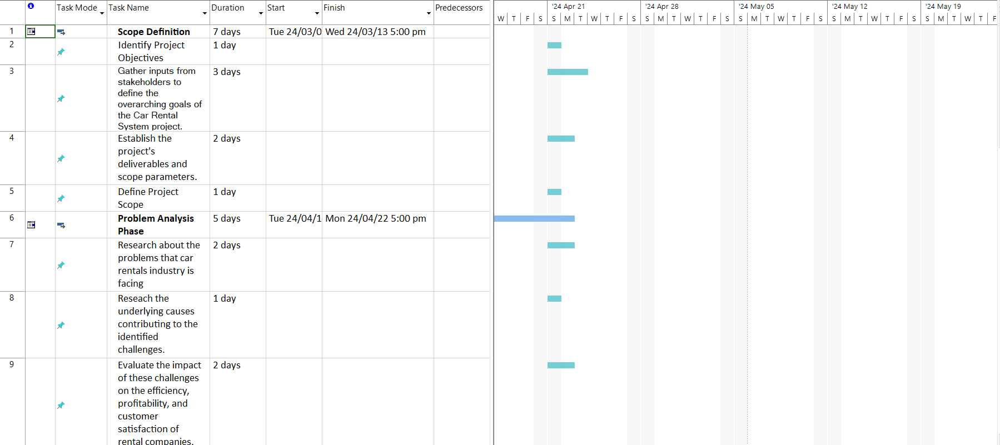 Task Mode Task Name Duration Start Finish Predecessors
'24 Apr 21 '24 Apr 28 '24 May 05 '24 May 12 '24 May 19
W T F S S M T W T F S S M T W T F S S M T W T F S S M T W T F S S M T W T F
1 Scope Definition 7 days Tue 24/03/0 Wed 24/03/13 5:00 pm
2 Identify Project 1 day
Objectives
3 Gather inputs from 3 days
stakeholders to
define the
overarching goals of
the Car Rental
System project.
4 Establish the 2 days
project's
deliverables and
scope parameters.
5 Define Project 1 day
Scope
6 Problem Analysis 5 days Tue 24/04/1 Mon 24/04/22 5:00 pm
Phase
7 Research about the 2 days
problems that car
rentals industry is
facing
8 Reseach the 1 day
underlying causes
contributing to the
identified
challenges.
9 Evaluate the impact 2 days
of these challenges
on the efficiency,
profitability, and
customer
satisfaction of
rental companies.